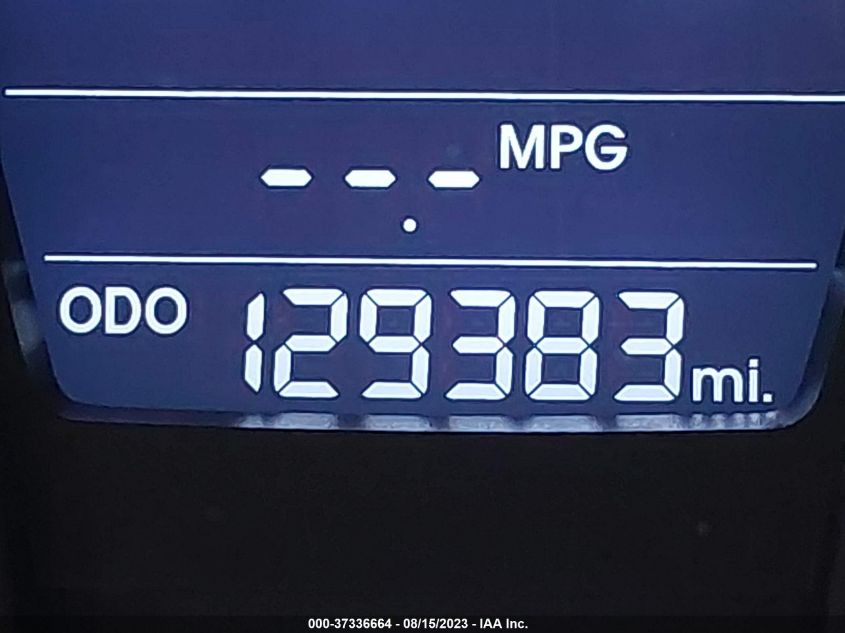 --.- MPG
ODO 129383 mi.
000-37336664 - 08/15/2023 - IAA Inc.